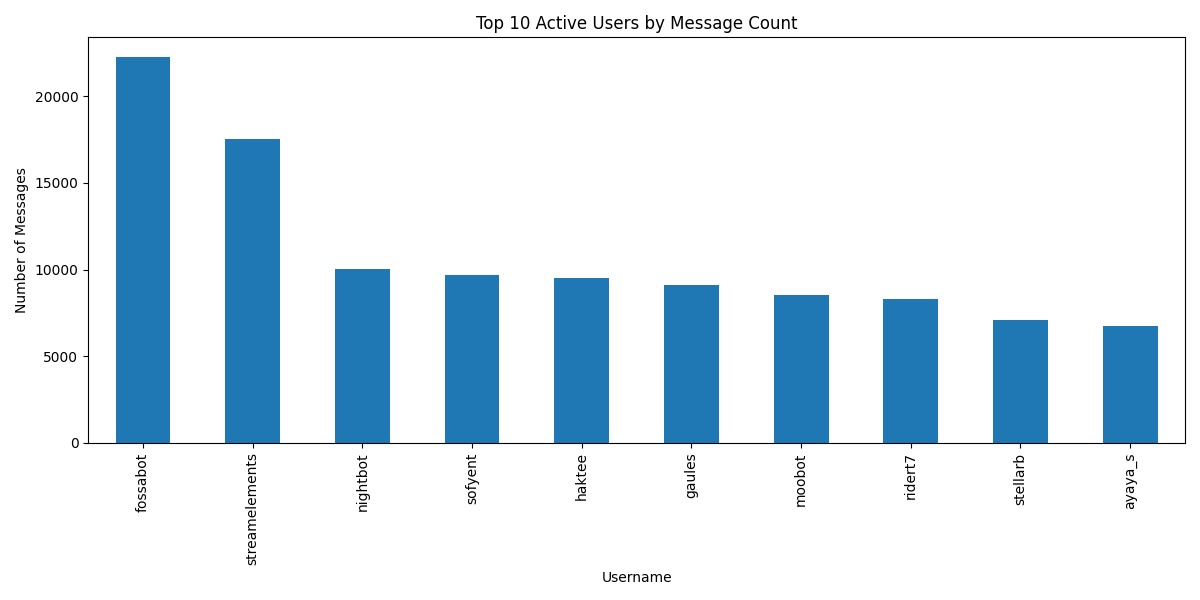 Top 10 Active Users by Message Count
Number of Messages
20000
15000
10000
5000
0
fossabot
streamelements
nightbot
sofyent
haktee
gaules
moobot
ridert7
stellarb
ayaya_s
Username